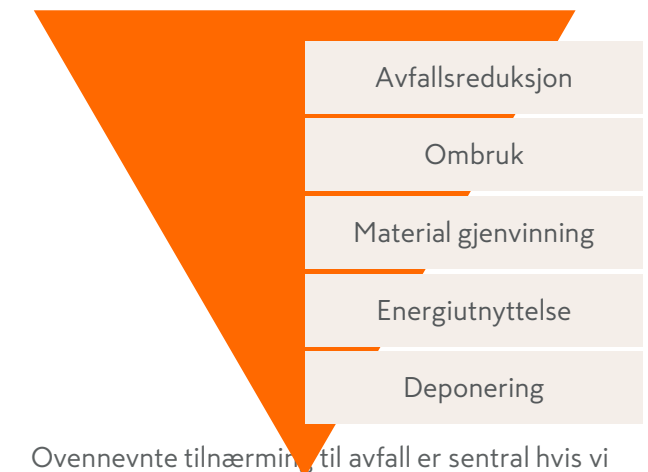 Avfallsreduksjon
Ombruk
Material gjenvinning
Energiutnyttelse
Deponering
Ovennevnte tilnærming til avfall er sentral hvis vi